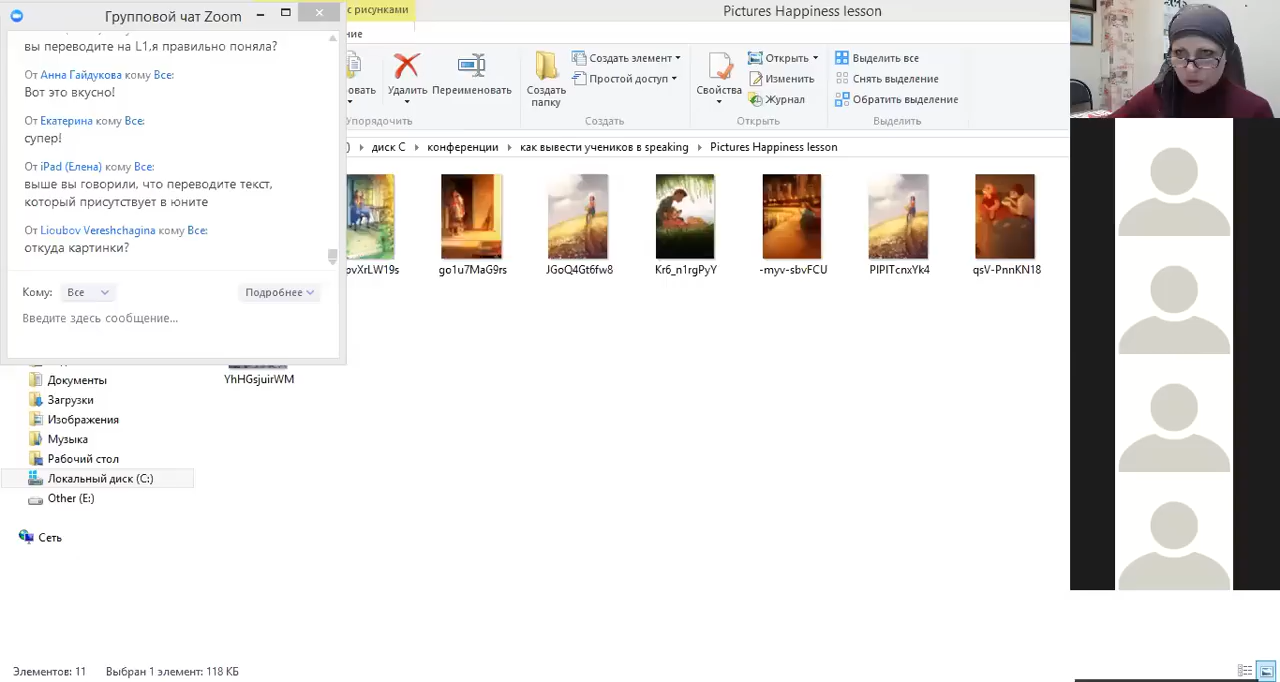 Групповой чат Zoom
с рисунками
Pictures Happiness lesson
вы переводите на L1,я правильно поняла?
От Анна Гайдукова кому Все:
Вот это вкусно!
От Екатерина кому Все:
супер!
От iPad (Елена) кому Все:
выше вы говорили, что переводите текст,
который присутствует в юните
От Lioubov Vereshchagina кому Все:
откуда картинки?
Кому: Все
Подробнее
Введите здесь сообщение...
Удалить
Переименовать
Упорядочить
Создать
папку
Создать элемент
Простой доступ
Создать
Свойства
Открыть
Изменить
Журнал
Открыть
Выделить все
Снять выделение
Обратить выделение
Выделить
диск С
конференции
как вывести учеников в speaking
Pictures Happiness lesson
go1u7MaG9rs
JGoQ4Gt6fw8
Kr6_n1rgPyY
-myv-sbvFCU
PIPITcnxYk4
qsV-PnnKN18
YhHGsjuirWM
Документы
Загрузки
Изображения
Музыка
Рабочий стол
Локальный диск (C:)
Other (E:)
Сеть
Элементов: 11
Выбран 1 элемент: 118 КБ